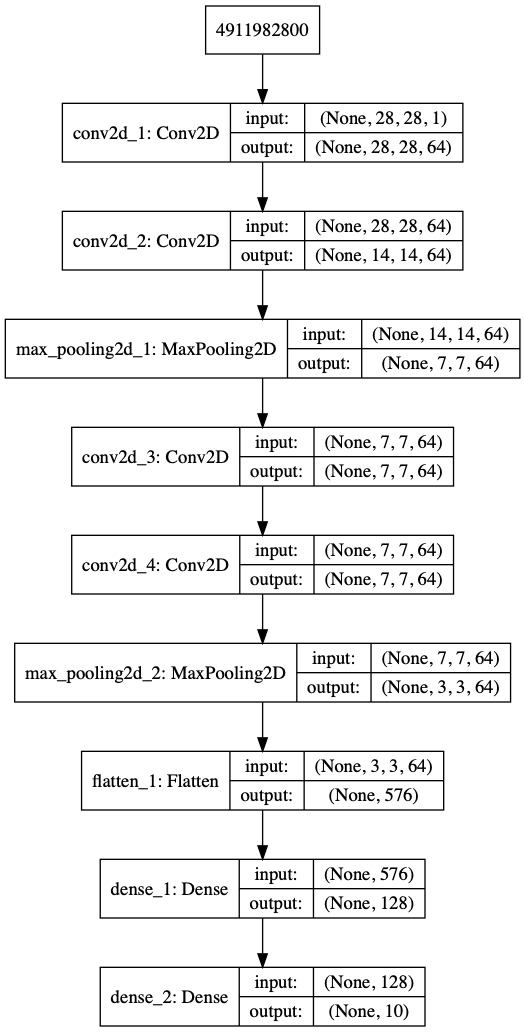 4911982800
conv2d_1: Conv2D
input: (None, 28, 28, 1)
output: (None, 28, 28, 64)
conv2d_2: Conv2D
input: (None, 28, 28, 64)
output: (None, 14, 14, 64)
max_pooling2d_1: MaxPooling2D
input: (None, 14, 14, 64)
output: (None, 7, 7, 64)
conv2d_3: Conv2D
input: (None, 7, 7, 64)
output: (None, 7, 7, 64)
conv2d_4: Conv2D
input: (None, 7, 7, 64)
output: (None, 7, 7, 64)
max_pooling2d_2: MaxPooling2D
input: (None, 7, 7, 64)
output: (None, 3, 3, 64)
flatten_1: Flatten
input: (None, 3, 3, 64)
output: (None, 576)
dense_1: Dense
input: (None, 576)
output: (None, 128)
dense_2: Dense
input: (None, 128)
output: (None, 10)